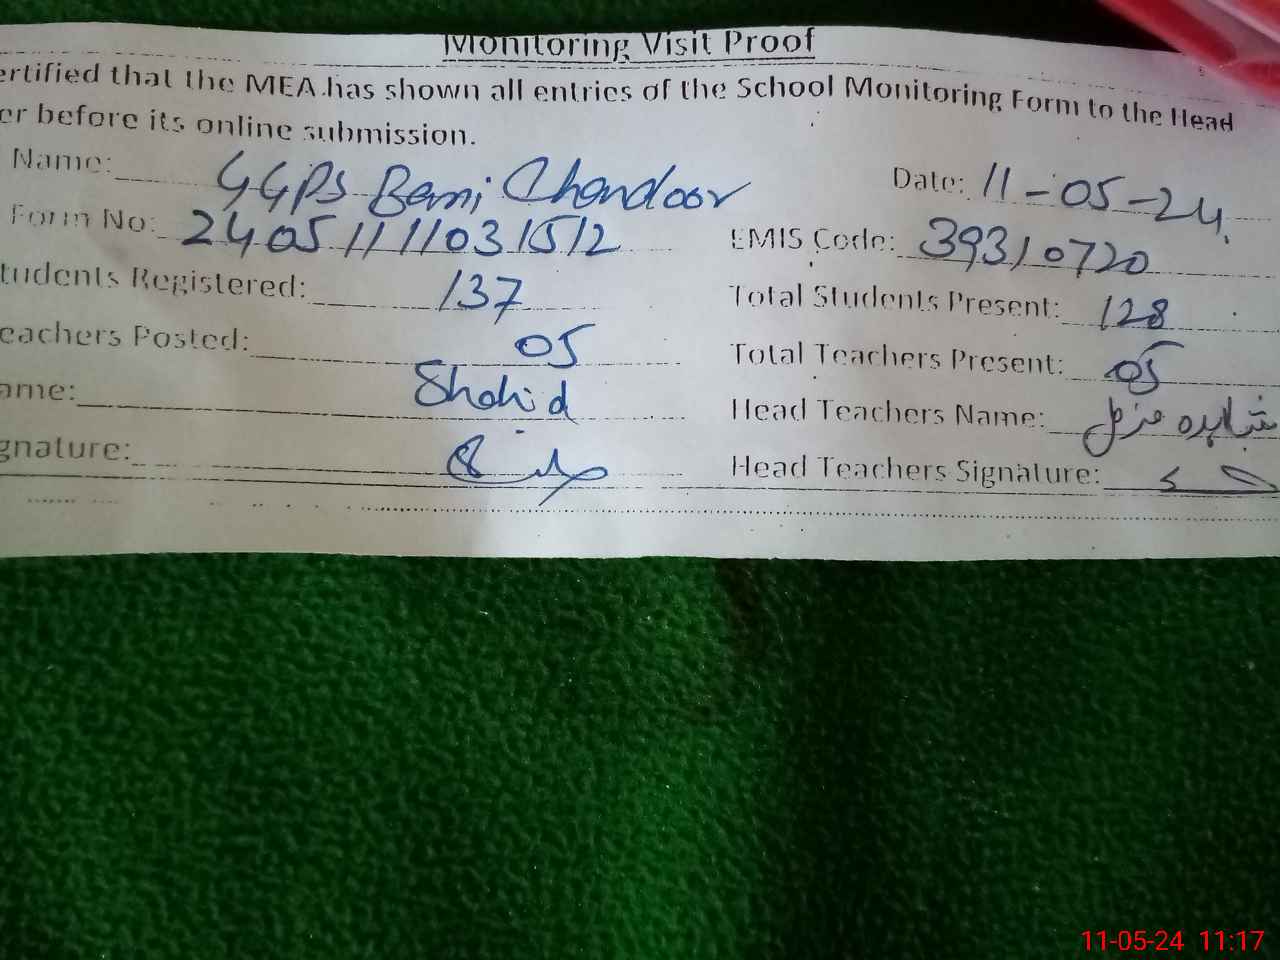 Monitoring Visit Proof
ertified that the MEA has shown all entries of the School Monitoring Form to the Head
er before its online submission.
Name: GGPS Bami Chandoor Date: 11-05-24
Form No: 24051111031512 EMIS Code: 39310720
tudents Registered: 137 Total Students Present: 128
eachers Posted: 05 Total Teachers Present: 05
ame: Shahid Head Teachers Name: شاہدہ مزمل
gnature: Head Teachers Signature:
11-05-24 11:17